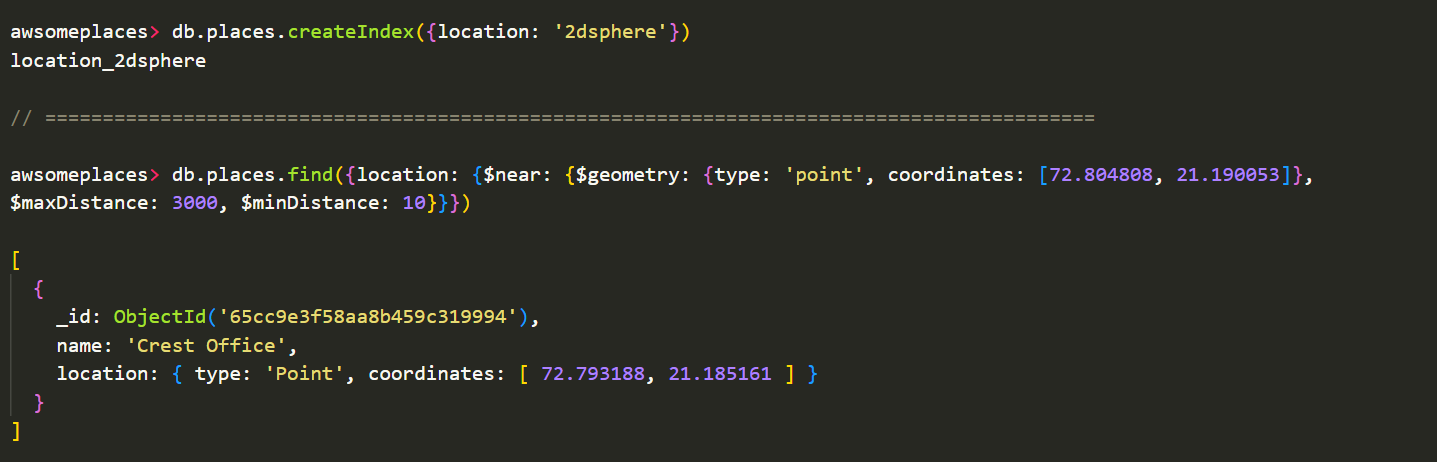 awsomeplaces> db.places.createIndex({location: '2dsphere'})
location_2dsphere
// ===========================================================================================
awsomeplaces> db.places.find({location: {$near: {$geometry: {type: 'point', coordinates: [72.804808, 21.190053]},
$maxDistance: 3000, $minDistance: 10}}})
[
  {
    _id: ObjectId('65cc9e3f58aa8b459c319994'),
    name: 'Crest Office',
    location: { type: 'Point', coordinates: [ 72.793188, 21.185161 ] }
  }
]